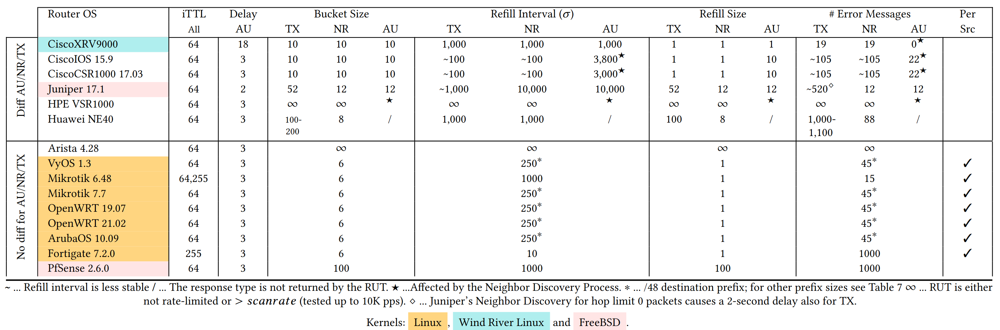 Router OS iTTL Delay Bucket Size Refill Interval (σ) Refill Size # Error Messages Per
All AU TX NR AU TX NR AU TX NR AU TX NR AU Src
Diff AU/NR/TX
CiscoXRV9000 64 18 10 10 10 1,000 1,000 1,000 1 1 1 19 19 0★
CiscoIOS 15.9 64 3 10 10 10 ~100 ~100 3,800★ 1 1 10 ~105 ~105 22★
CiscoCSR1000 17.03 64 3 10 10 10 ~100 ~100 3,000★ 1 1 10 ~105 ~105 22★
Juniper 17.1 64 2 52 12 12 ~1,000 10,000 10,000 52 12 12 ~520⋄ 12 12
HPE VSR1000 64 3 ∞ ∞ ★ ∞ ∞ ★ ∞ ∞ ★ ∞ ∞ ★
Huawei NE40 64 3 100- 8 / 1,000 1,000 / 100 8 / 1,000- 88 /
200 1,100
No diff for AU/NR/TX
Arista 4.28 64 3 ∞ ∞ ∞ ∞
VyOS 1.3 64 3 6 250* 1 45* ✓
Mikrotik 6.48 64,255 3 6 1000 1 15 ✓
Mikrotik 7.7 64 3 6 250* 1 45* ✓
OpenWRT 19.07 64 3 6 250* 1 45* ✓
OpenWRT 21.02 64 3 6 250* 1 45* ✓
ArubaOS 10.09 64 3 6 250* 1 45* ✓
Fortigate 7.2.0 255 3 6 10 1 1000 ✓
PfSense 2.6.0 64 3 100 1000 100 1000
~ ... Refill interval is less stable / ... The response type is not returned by the RUT. ★ ...Affected by the Neighbor Discovery Process. * ... /48 destination prefix; for other prefix sizes see Table 7 ∞ ... RUT is either
not rate-limited or > scanrate (tested up to 10K pps). ⋄ ... Juniper's Neighbor Discovery for hop limit 0 packets causes a 2-second delay also for TX.
Kernels: Linux , Wind River Linux and FreeBSD .